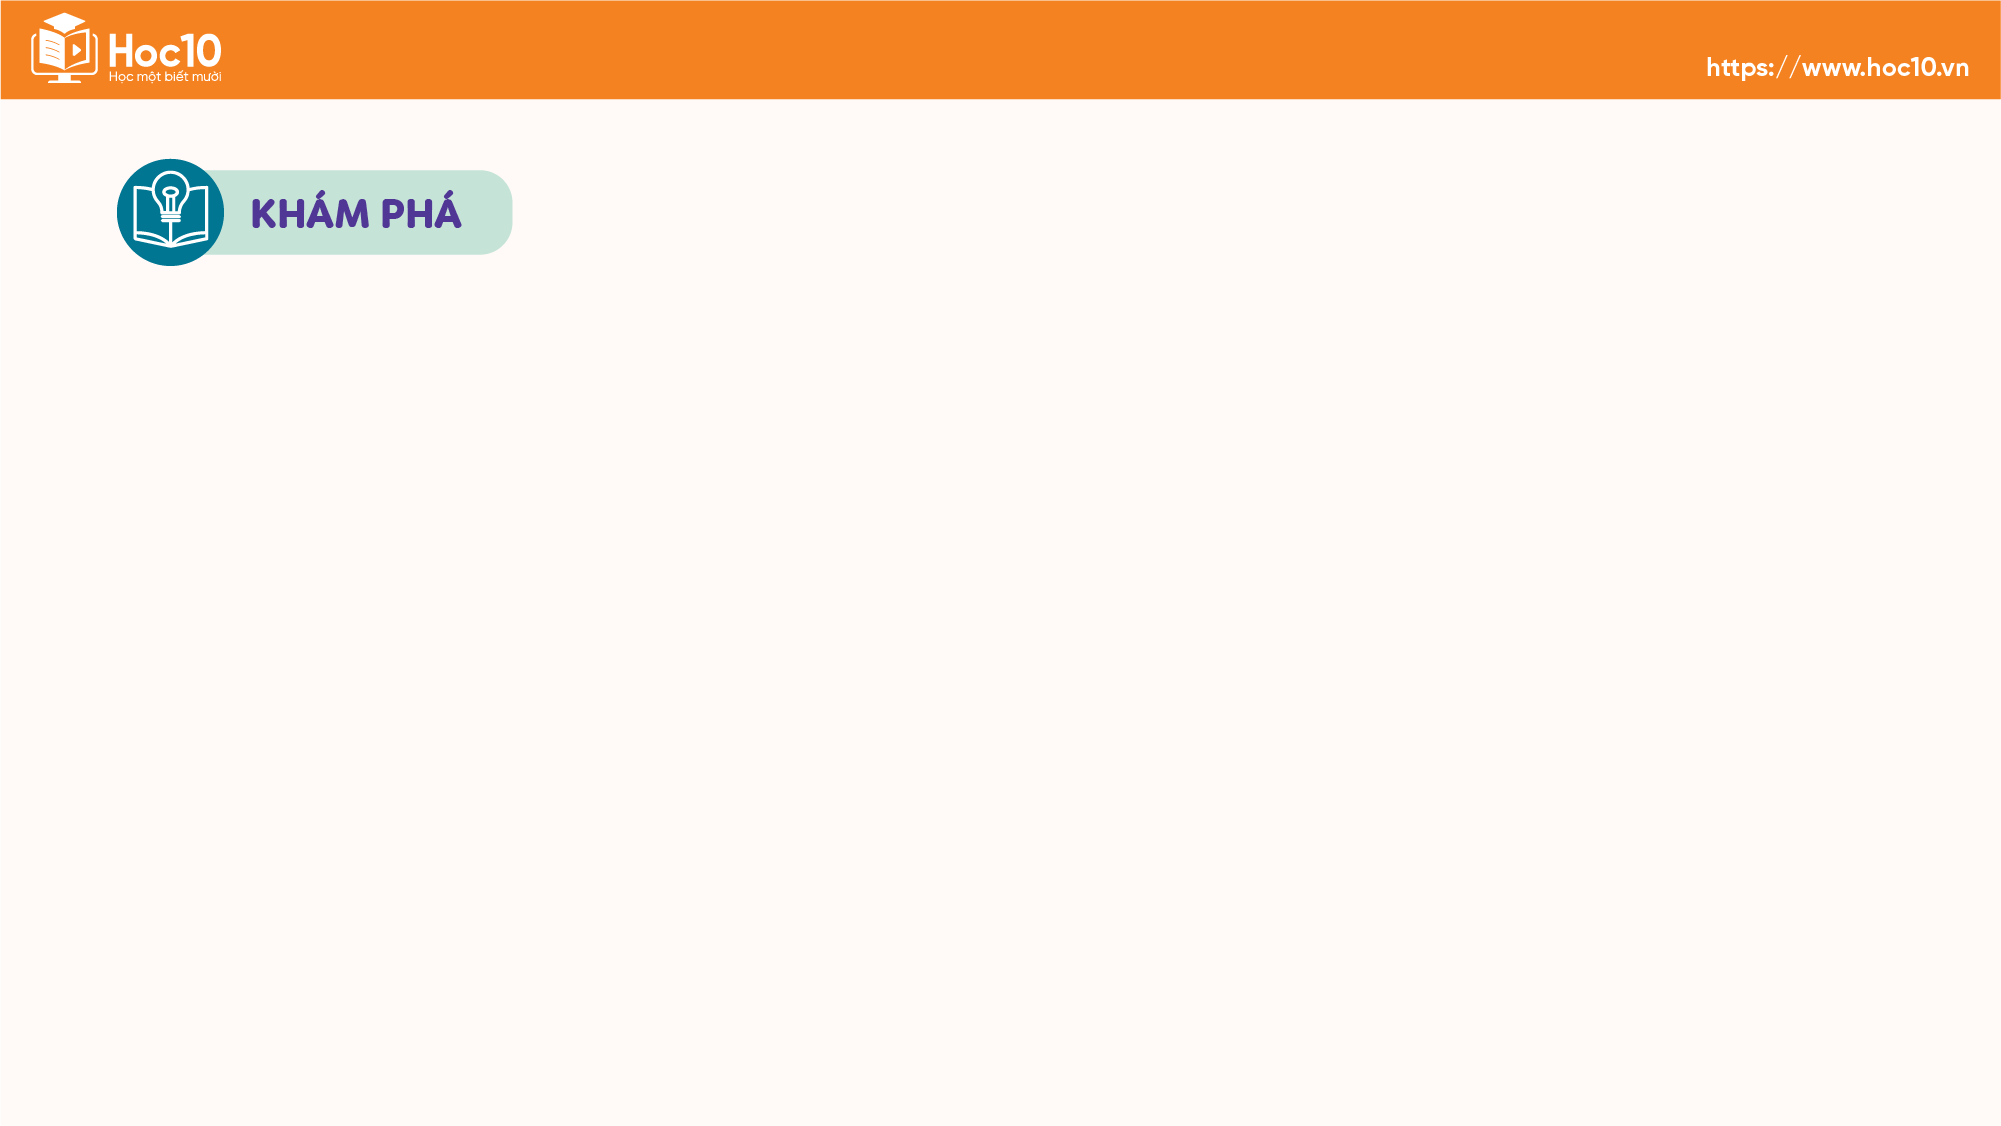 Hoc10
Học một biết mười
https://www.hoc10.vn
KHÁM PHÁ